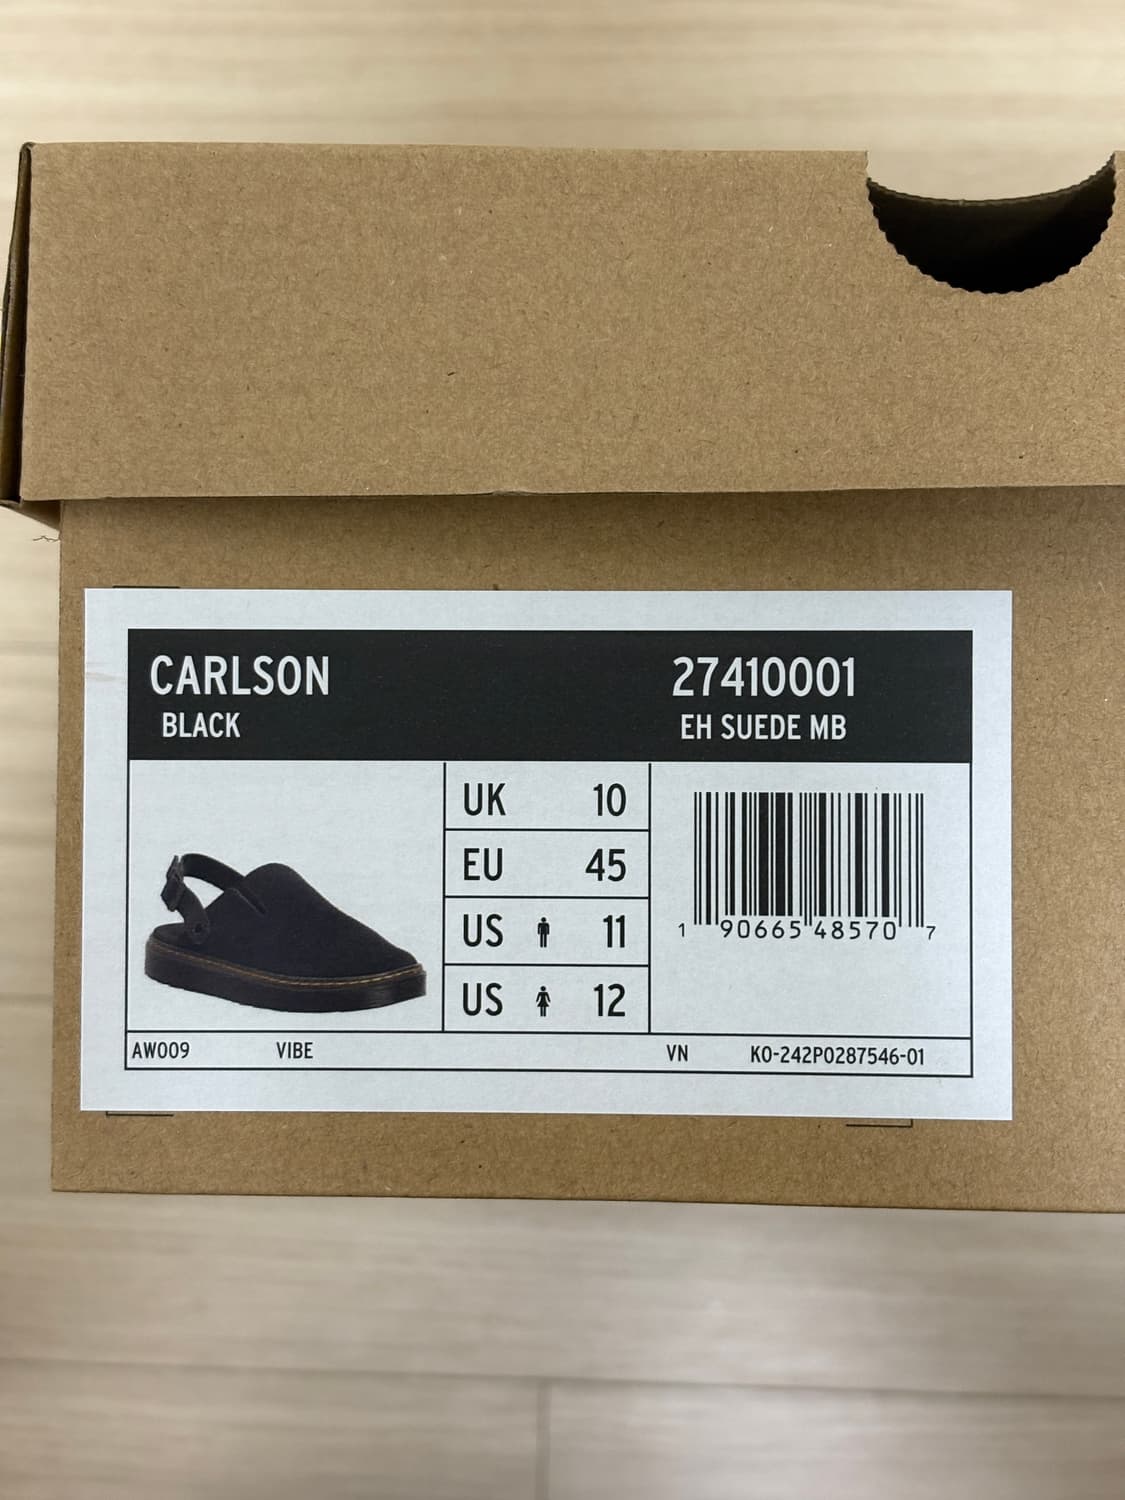 CARLSON
BLACK
27410001
EH SUEDE MB
UK 10
EU 45
US 11
US 12
1 90665 48570 7
AW009 VIBE VN KO-242P0287546-01